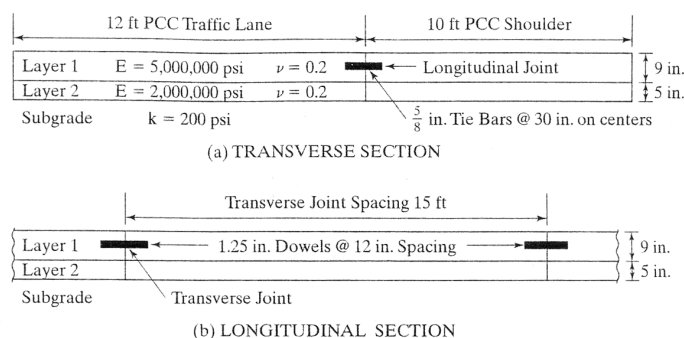 12 ft PCC Traffic Lane 10 ft PCC Shoulder
Layer 1 E = 5,000,000 psi ν = 0.2 Longitudinal Joint 9 in.
Layer 2 E = 2,000,000 psi ν = 0.2 5 in.
Subgrade k = 200 psi 5/8 in. Tie Bars @ 30 in. on centers
(a) TRANSVERSE SECTION
Transverse Joint Spacing 15 ft
Layer 1 1.25 in. Dowels @ 12 in. Spacing 9 in.
Layer 2 5 in.
Subgrade Transverse Joint
(b) LONGITUDINAL SECTION